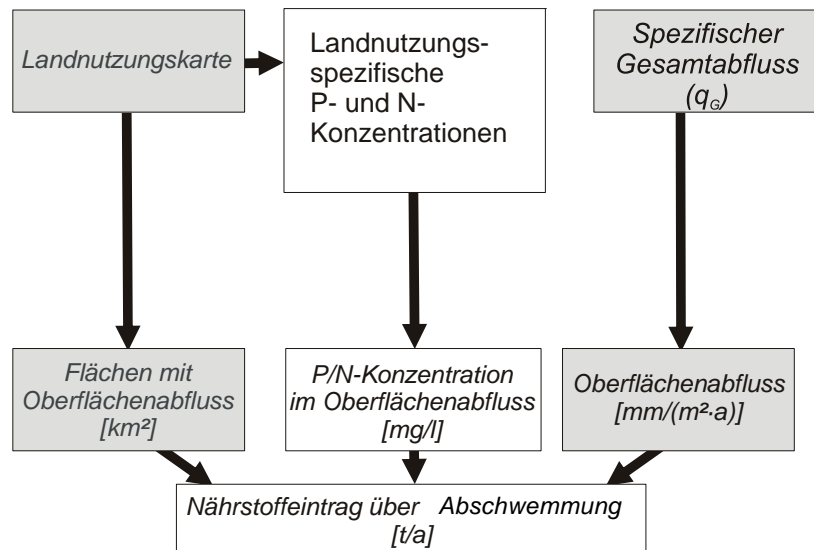 Landnutzungskarte
Landnutzungs-
spezifische
P- und N-
Konzentrationen
Spezifischer
Gesamtabfluss
(qG)
Flächen mit
Oberflächenabfluss
[km²]
P/N-Konzentration
im Oberflächenabfluss
[mg/l]
Oberflächenabfluss
[mm/(m²·a)]
Nährstoffeintrag über Abschwemmung
[t/a]